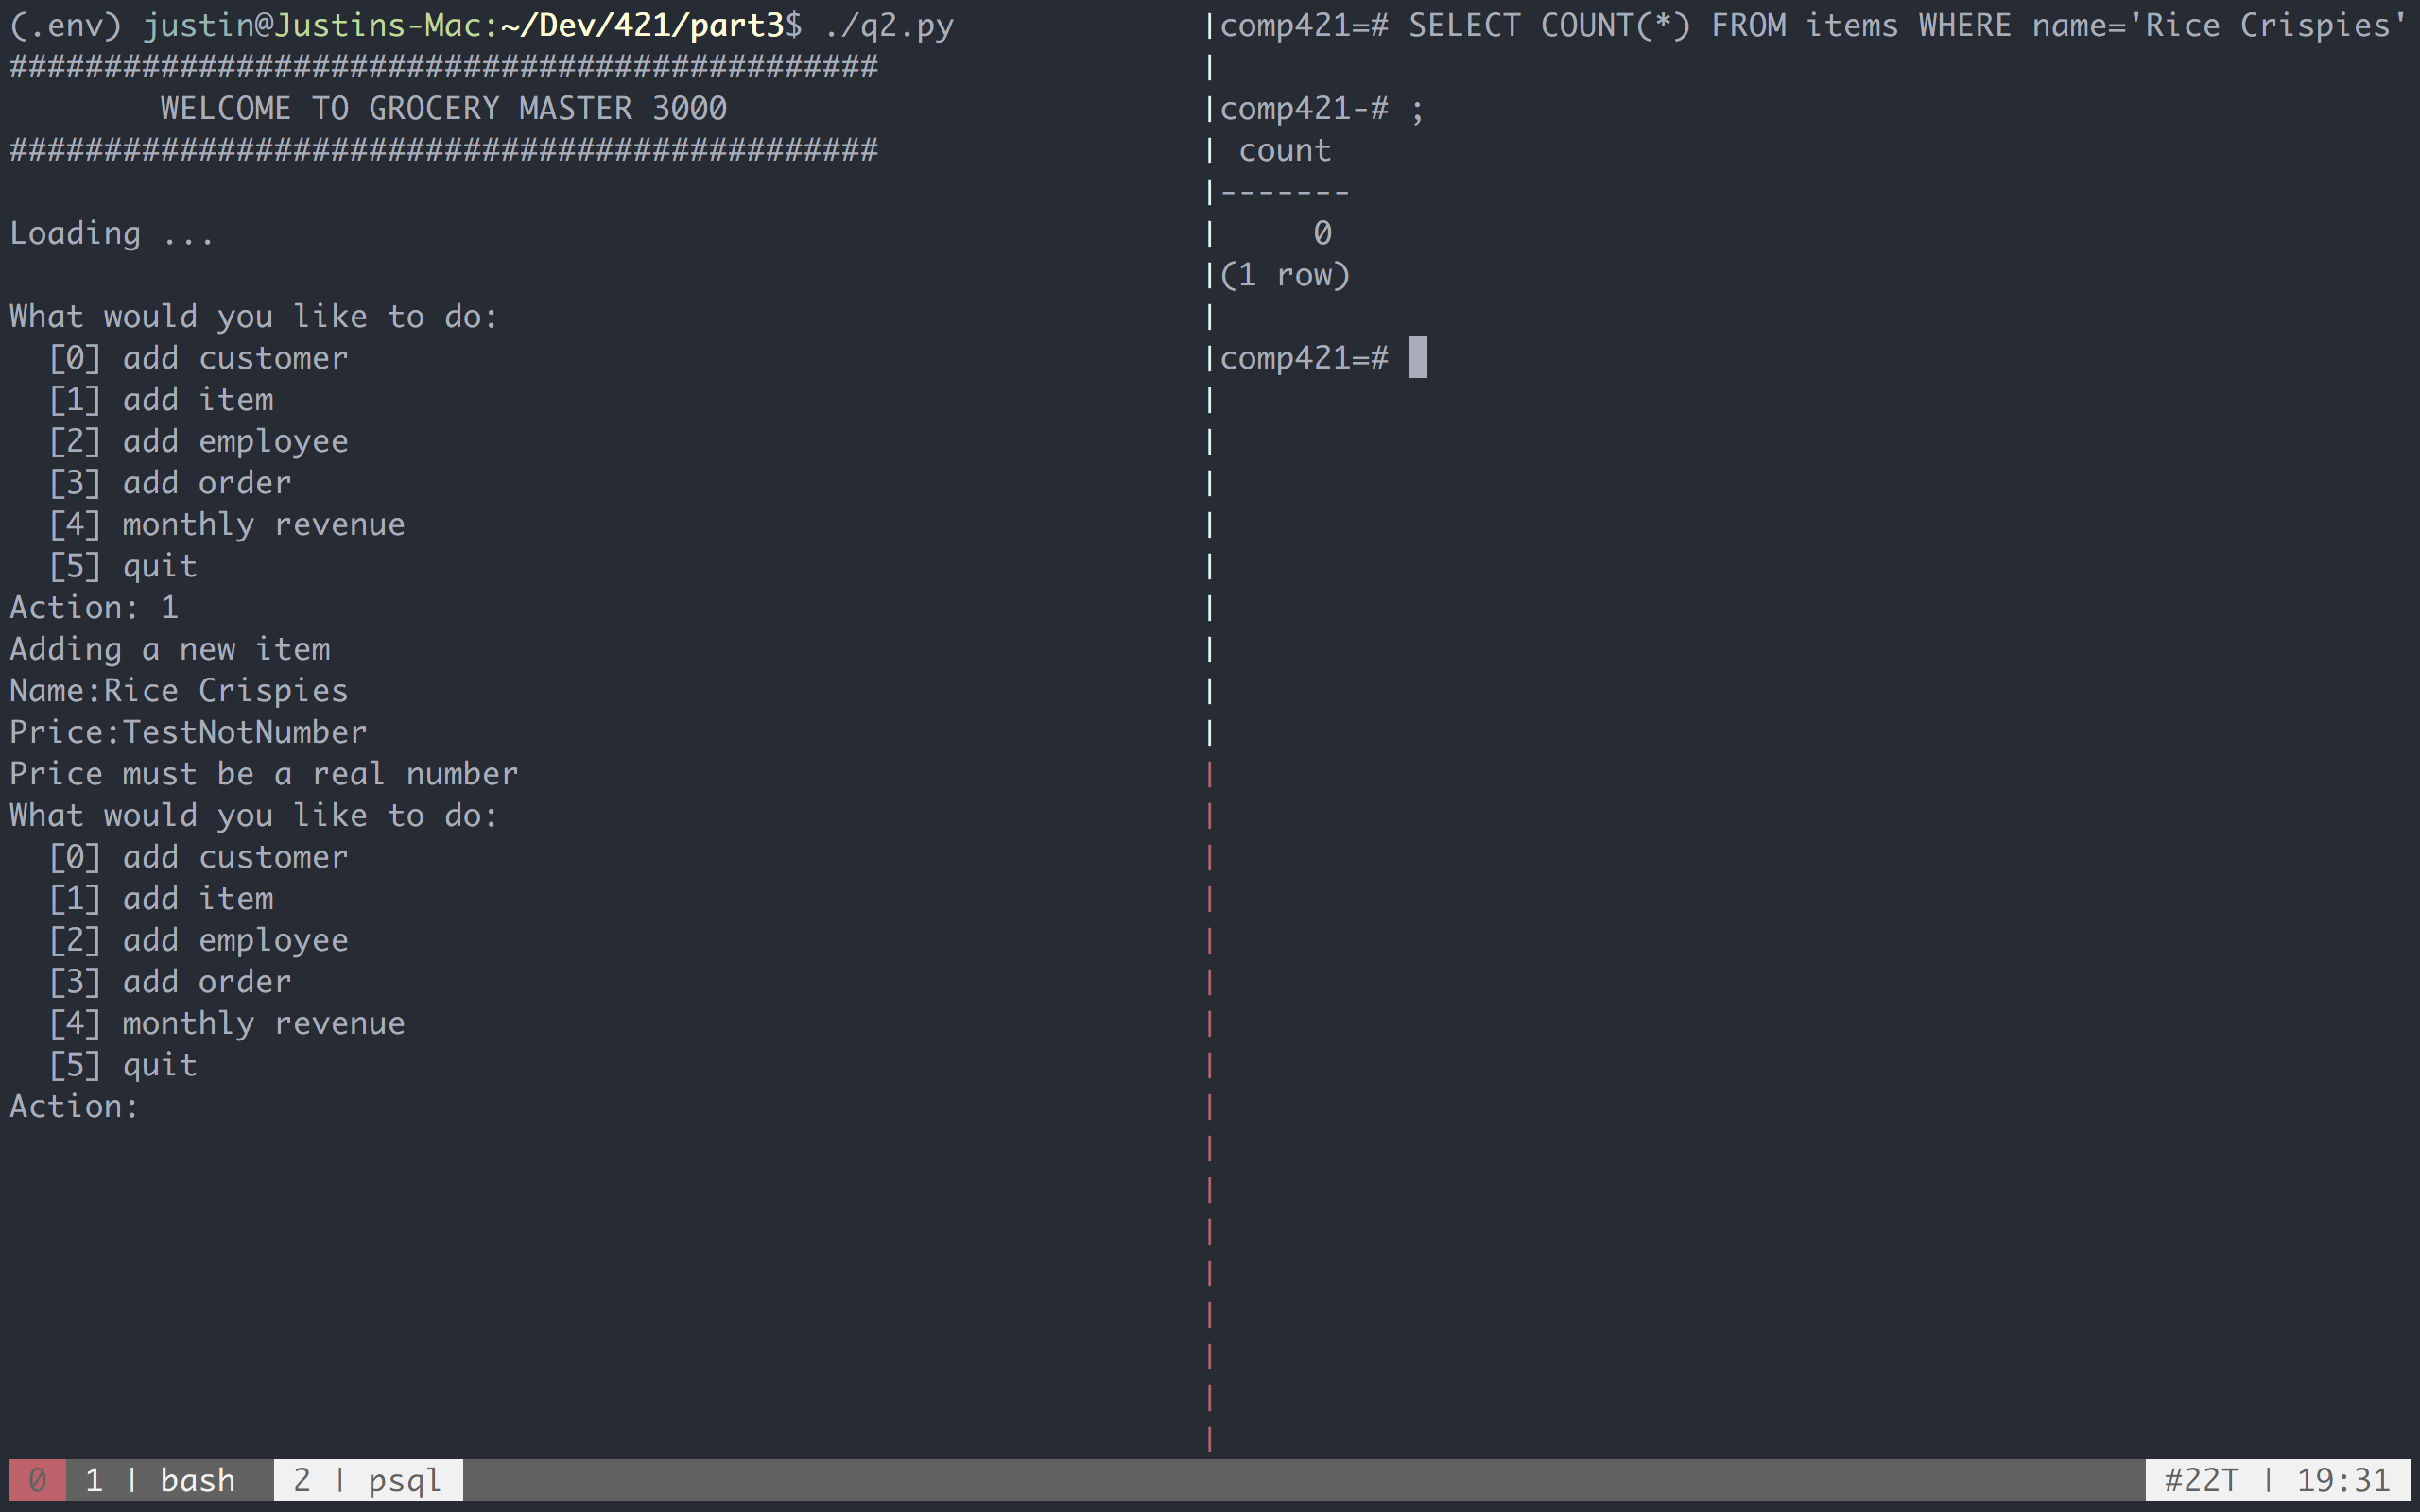 (.env) justin@Justins-Mac:~/Dev/421/part3$ ./q2.py
##############################################
        WELCOME TO GROCERY MASTER 3000
##############################################

Loading ...

What would you like to do:
  [0] add customer
  [1] add item
  [2] add employee
  [3] add order
  [4] monthly revenue
  [5] quit
Action: 1
Adding a new item
Name:Rice Crispies
Price:TestNotNumber
Price must be a real number
What would you like to do:
  [0] add customer
  [1] add item
  [2] add employee
  [3] add order
  [4] monthly revenue
  [5] quit
Action:
comp421=# SELECT COUNT(*) FROM items WHERE name='Rice Crispies'

comp421-# ;
 count
-------
     0
(1 row)

comp421=#
0 1 | bash 2 | psql #22T | 19:31